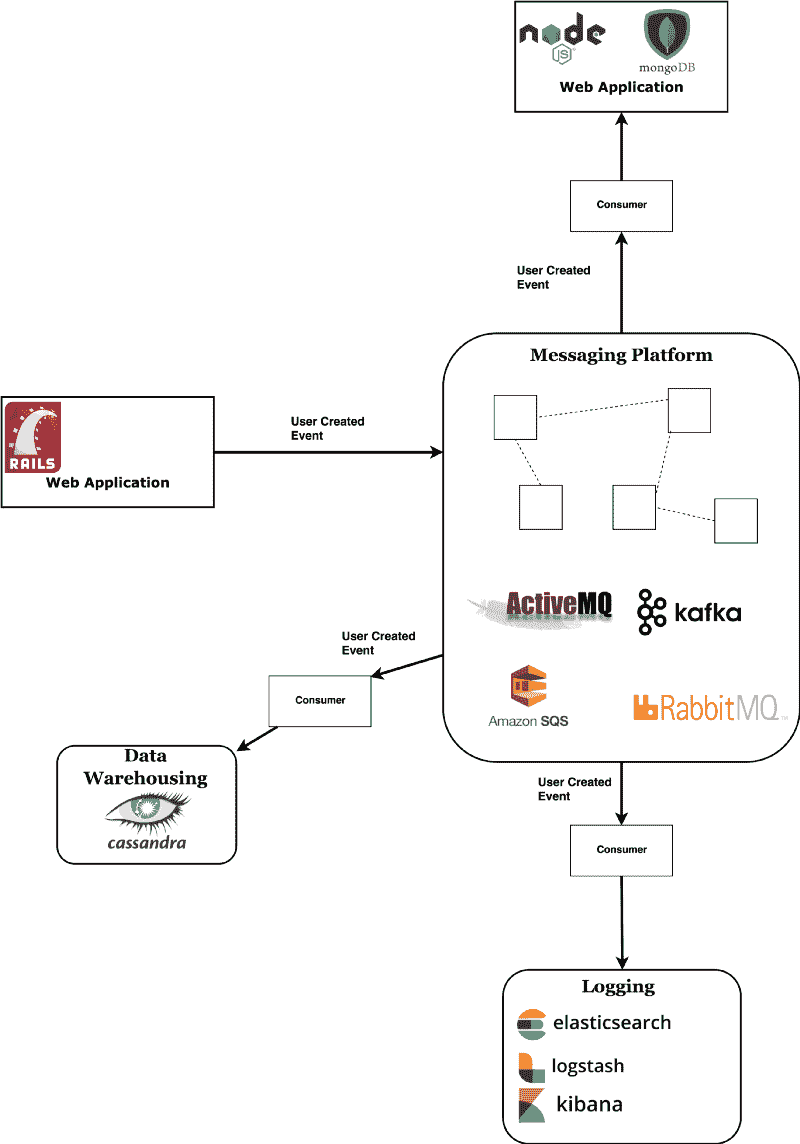 node
JS
mongoDB
Web Application
Consumer
User Created
Event
Messaging Platform
RAILS
Web Application
User Created
Event
ActiveMQ
kafka
Amazon SQS
RabbitMQ
User Created
Event
Consumer
Data
Warehousing
cassandra
User Created
Event
Consumer
Logging
elasticsearch
logstash
kibana